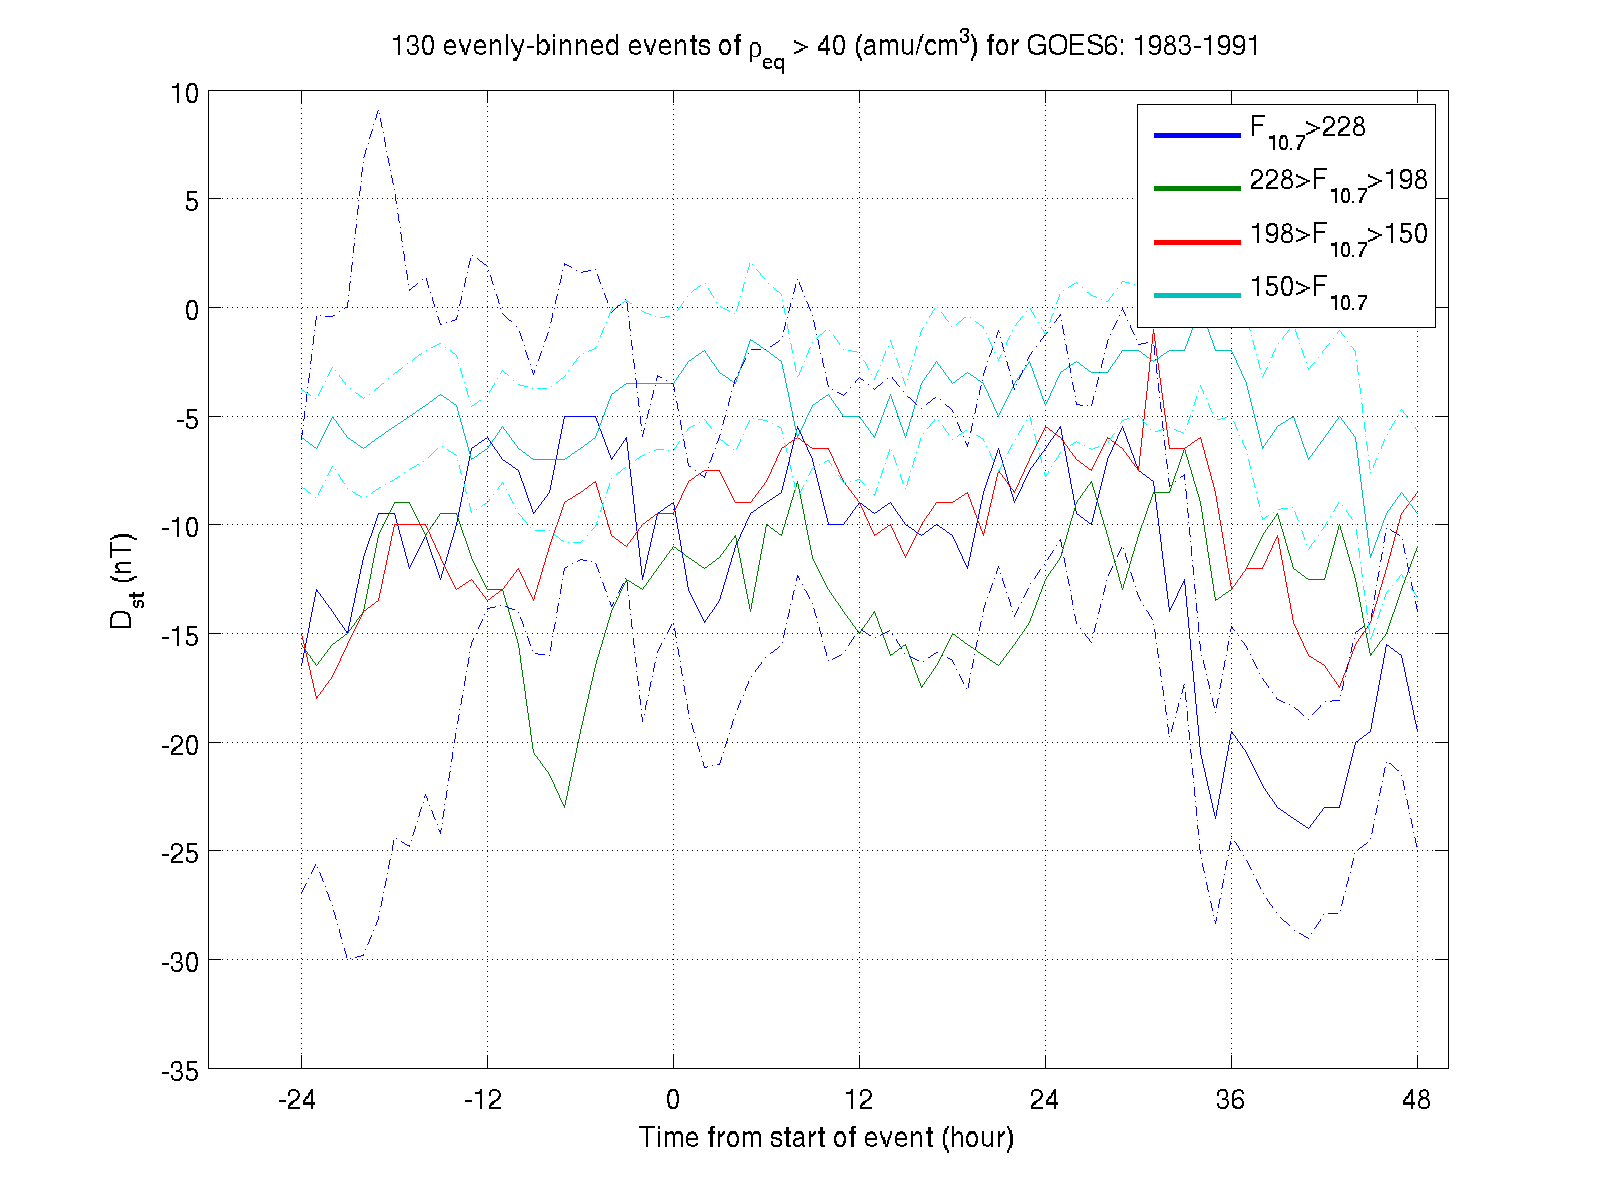 130 evenly-binned events of ρeq > 40 (amu/cm³) for GOES6: 1983-1991
10
5
0
-5
-10
-15
-20
-25
-30
-35
Dst (nT)
F10.7>228
228>F10.7>198
198>F10.7>150
150>F10.7
-24 -12 0 12 24 36 48
Time from start of event (hour)